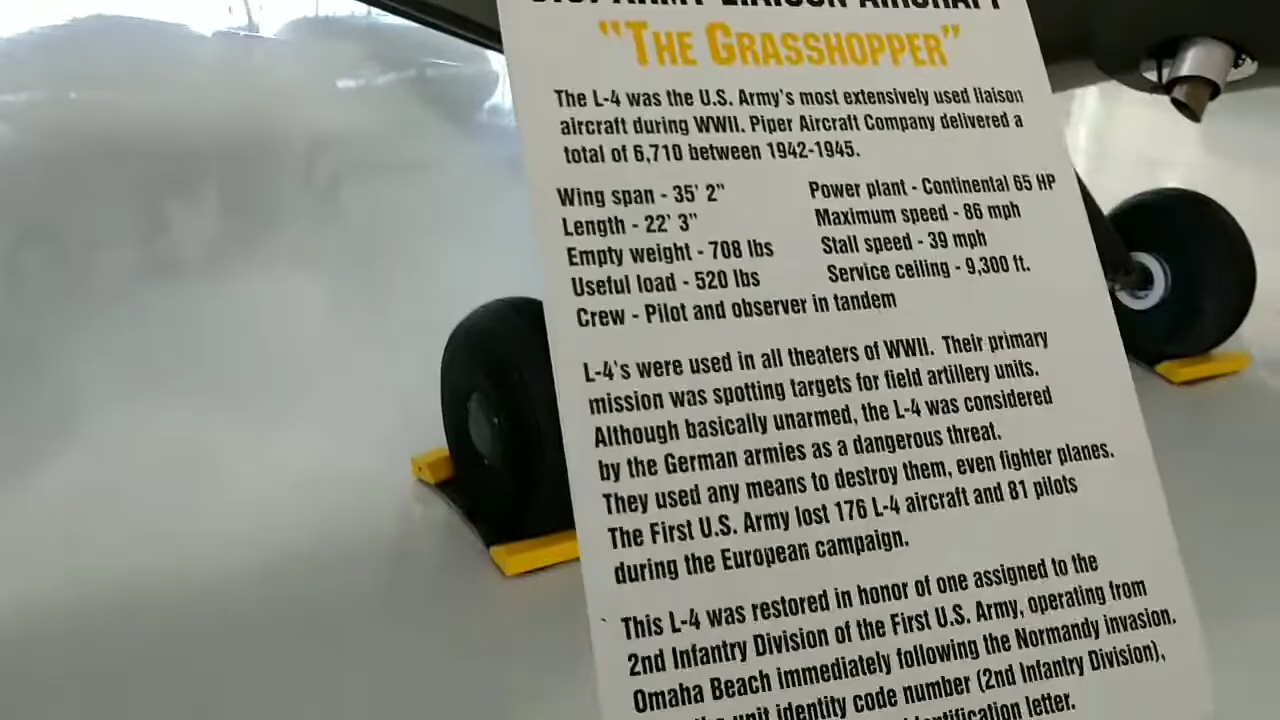 U.S. ARMY LIAISON AIRCRAFT
"THE GRASSHOPPER"
The L-4 was the U.S. Army's most extensively used liaison
aircraft during WWII. Piper Aircraft Company delivered a
total of 6,710 between 1942-1945.
Wing span - 35' 2"
Length - 22' 3"
Empty weight - 708 lbs
Useful load - 520 lbs
Crew - Pilot and observer in tandem
Power plant - Continental 65 HP
Maximum speed - 86 mph
Stall speed - 39 mph
Service ceiling - 9,300 ft.
L-4's were used in all theaters of WWII. Their primary
mission was spotting targets for field artillery units.
Although basically unarmed, the L-4 was considered
by the German armies as a dangerous threat.
They used any means to destroy them, even fighter planes.
The First U.S. Army lost 176 L-4 aircraft and 81 pilots
during the European campaign.
This L-4 was restored in honor of one assigned to the
2nd Infantry Division of the First U.S. Army, operating from
Omaha Beach immediately following the Normandy invasion.
unit identity code number (2nd Infantry Division),
identification letter.